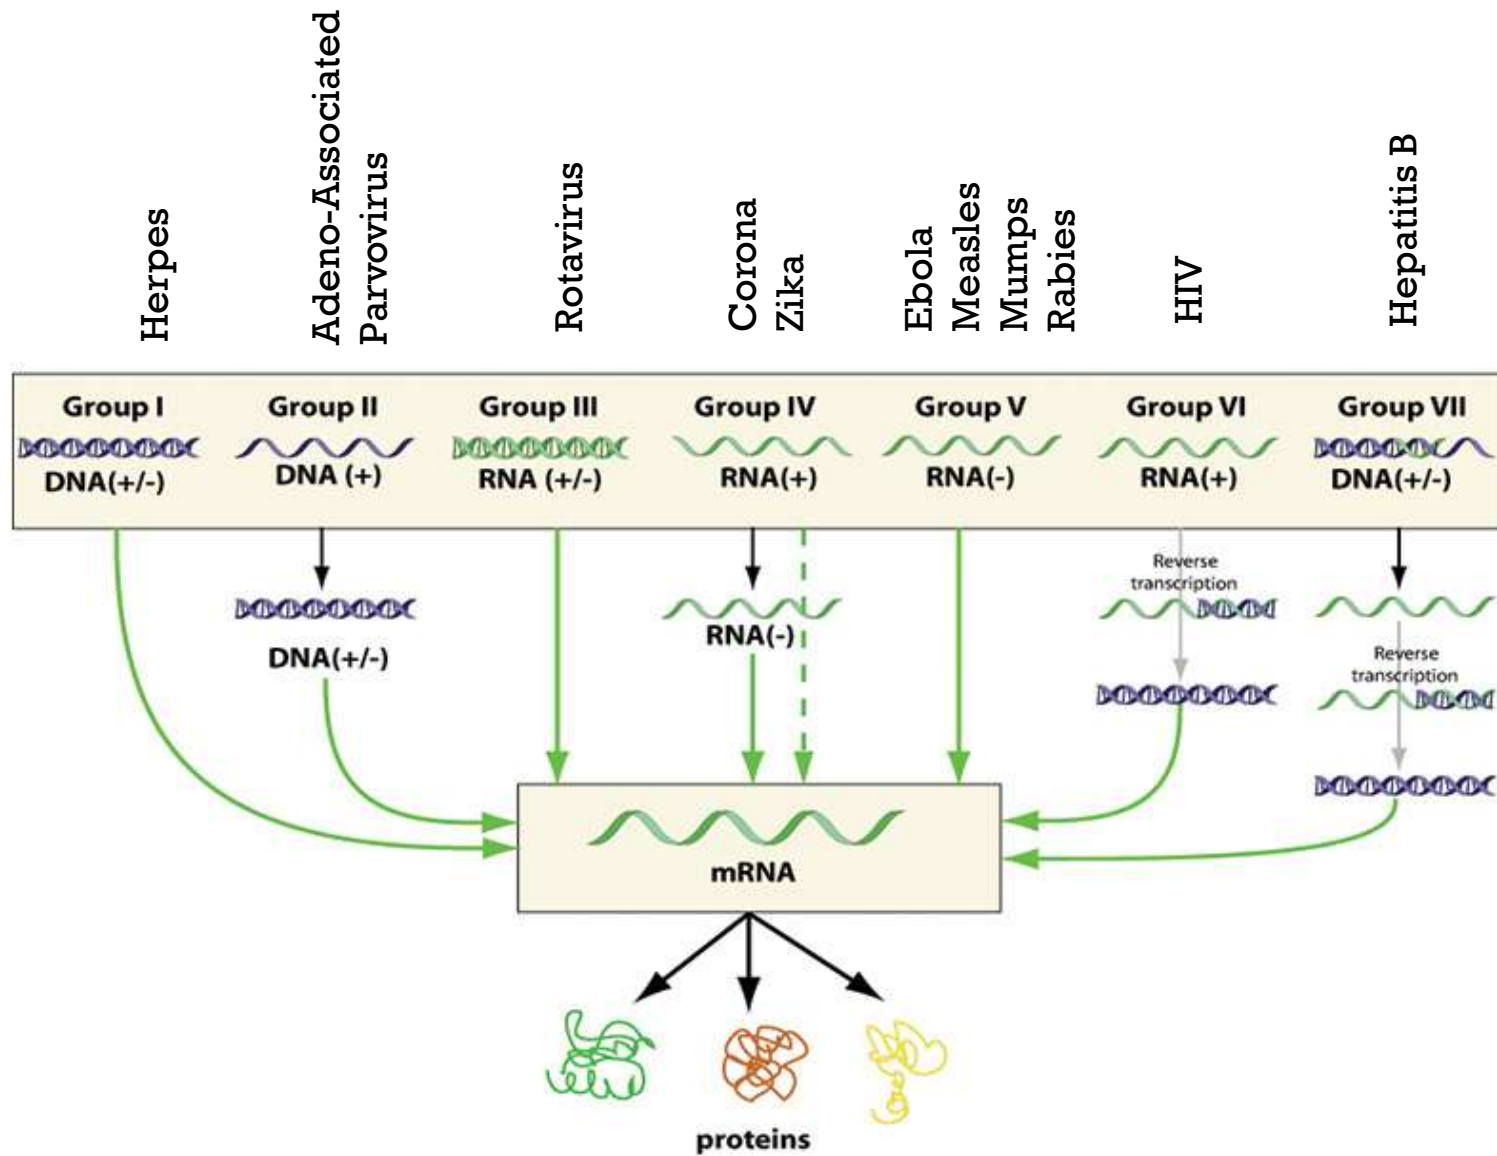 Herpes
Adeno-Associated
Parvovirus
Rotavirus
Corona
Zika
Ebola
Measles
Mumps
Rabies
HIV
Hepatitis B
Group I
DNA(+/-)
Group II
DNA (+)
Group III
RNA (+/-)
Group IV
RNA(+)
Group V
RNA(-)
Group VI
RNA(+)
Group VII
DNA(+/-)
DNA(+/-)
RNA(-)
Reverse
transcription
Reverse
transcription
mRNA
proteins